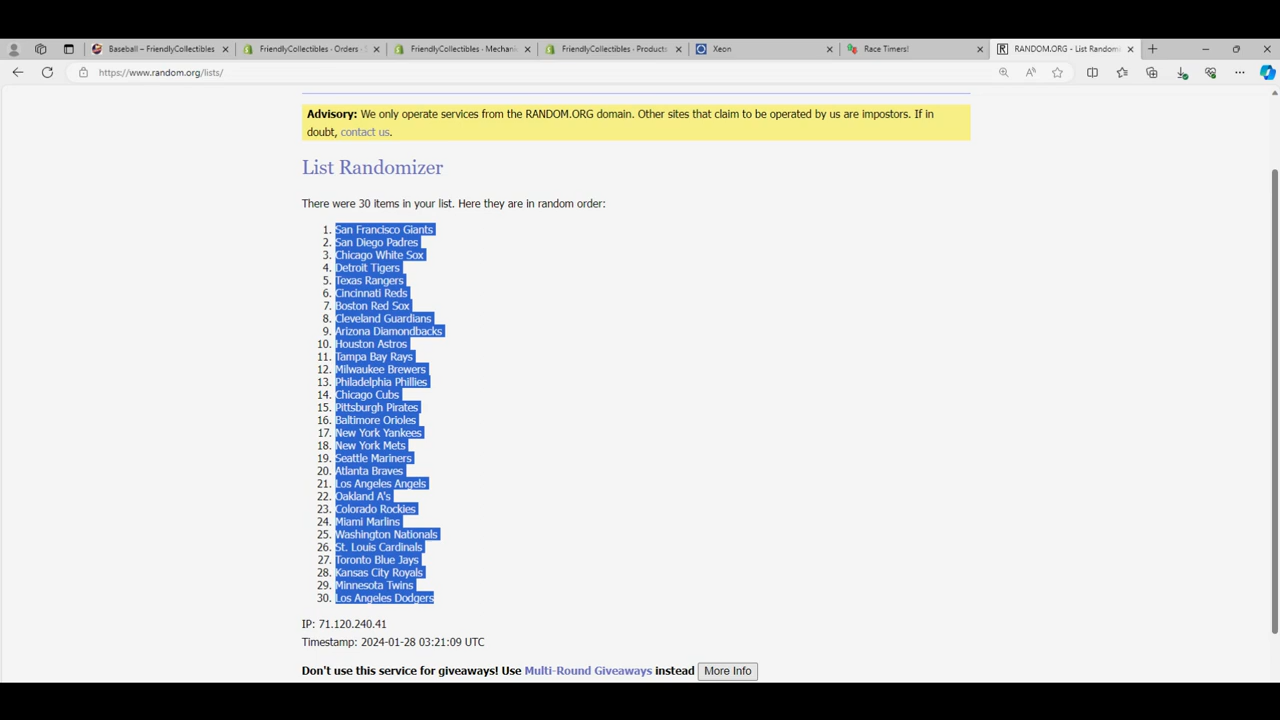 Baseball – FriendlyCollectibles
FriendlyCollectibles · Orders ·
FriendlyCollectibles · Mechani
FriendlyCollectibles · Products
Xeon
Race Timers!
RANDOM.ORG - List Randomi
https://www.random.org/lists/
Advisory: We only operate services from the RANDOM.ORG domain. Other sites that claim to be operated by us are impostors. If in
doubt, contact us.
List Randomizer
There were 30 items in your list. Here they are in random order:
1. San Francisco Giants
2. San Diego Padres
3. Chicago White Sox
4. Detroit Tigers
5. Texas Rangers
6. Cincinnati Reds
7. Boston Red Sox
8. Cleveland Guardians
9. Arizona Diamondbacks
10. Houston Astros
11. Tampa Bay Rays
12. Milwaukee Brewers
13. Philadelphia Phillies
14. Chicago Cubs
15. Pittsburgh Pirates
16. Baltimore Orioles
17. New York Yankees
18. New York Mets
19. Seattle Mariners
20. Atlanta Braves
21. Los Angeles Angels
22. Oakland A's
23. Colorado Rockies
24. Miami Marlins
25. Washington Nationals
26. St. Louis Cardinals
27. Toronto Blue Jays
28. Kansas City Royals
29. Minnesota Twins
30. Los Angeles Dodgers
IP: 71.120.240.41
Timestamp: 2024-01-28 03:21:09 UTC
Don't use this service for giveaways! Use Multi-Round Giveaways instead More Info